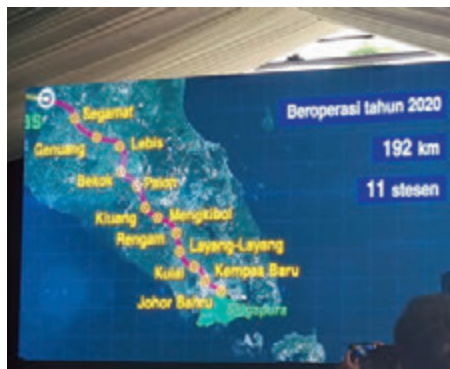 Beroperasi tahun 2020
192 km
11 stesen
Segamat
Genuang
Labis
Bekok
Paloh
Kluang
Mengkibol
Rengam
Layang-Layang
Kulai
Kempas Baru
Johor Bahru
Singapura